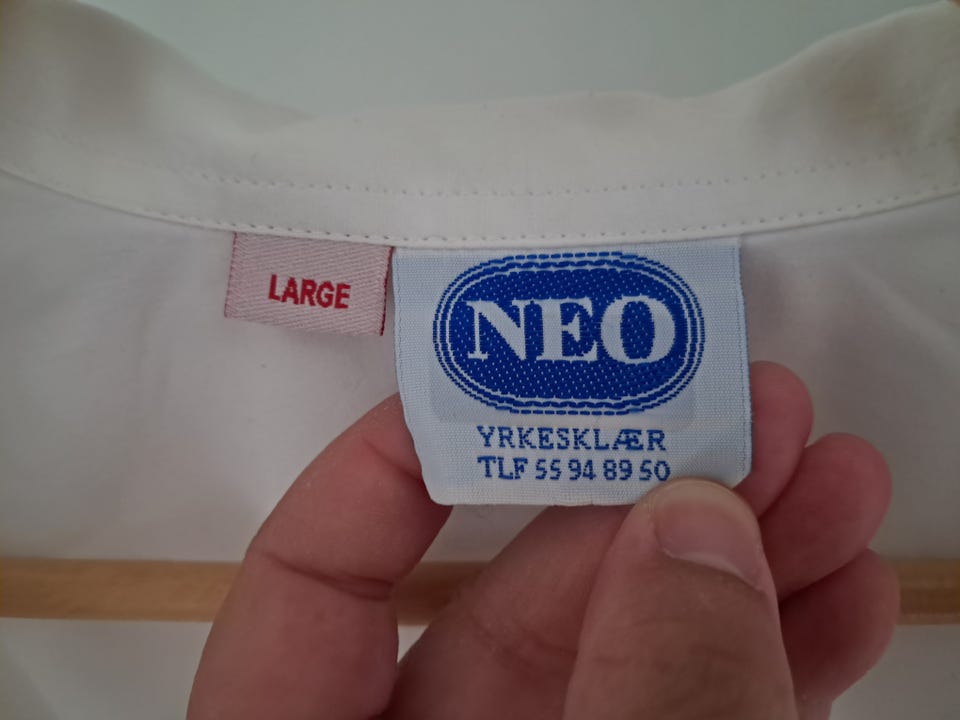 LARGE
NEO
YRKESKLÆR
TLF 55 94 89 50